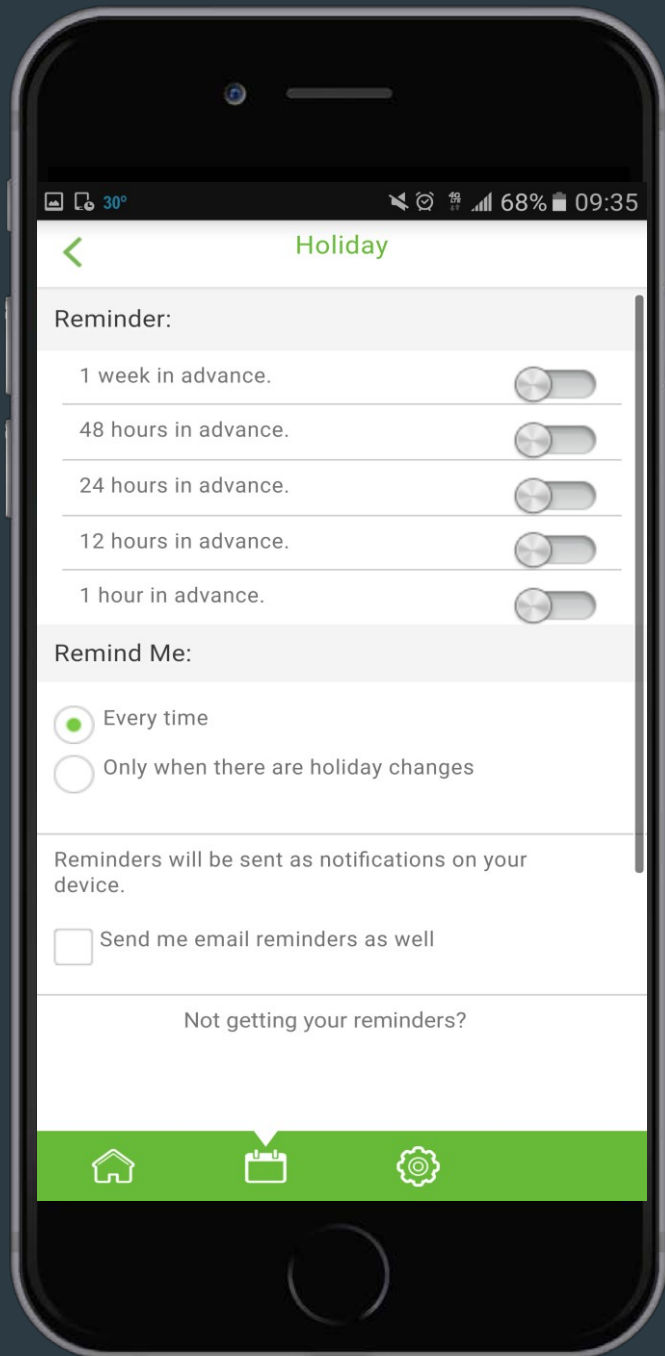 30° 68% 09:35
Holiday
Reminder:
1 week in advance.
48 hours in advance.
24 hours in advance.
12 hours in advance.
1 hour in advance.
Remind Me:
Every time
Only when there are holiday changes
Reminders will be sent as notifications on your
device.
Send me email reminders as well
Not getting your reminders?